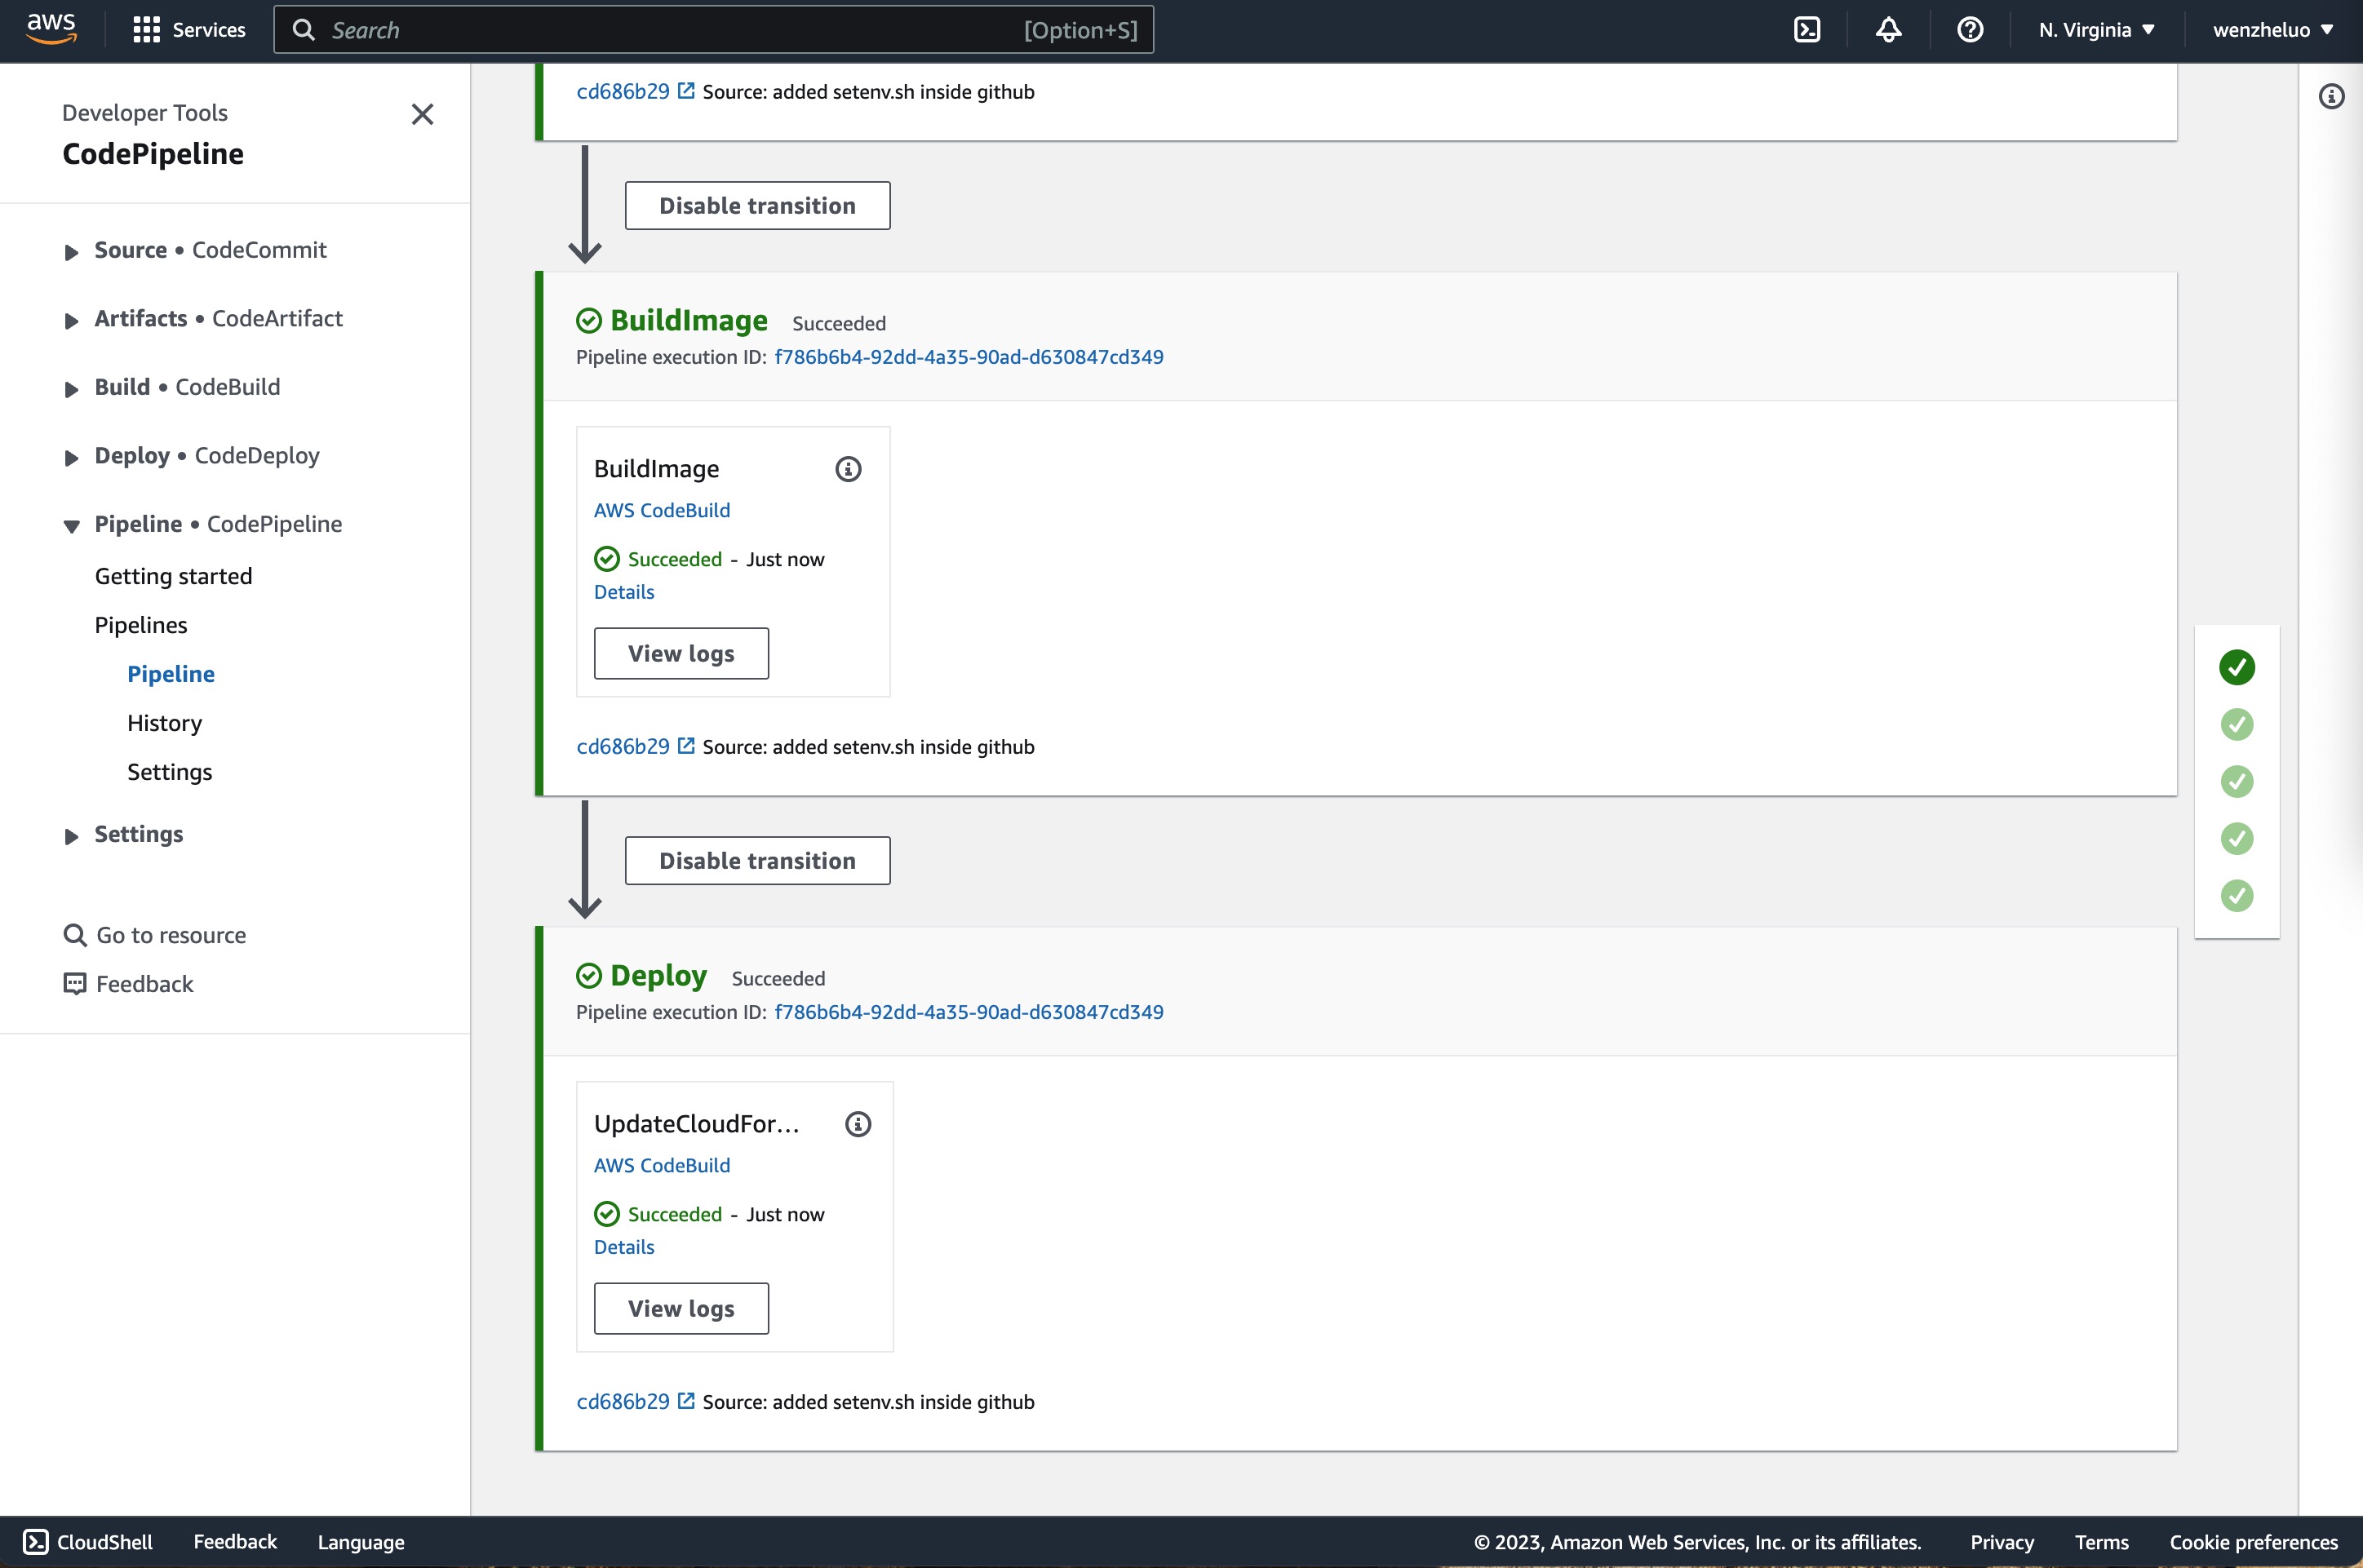 aws
Services
Search
[Option+S]
N. Virginia
wenzheluo
Developer Tools
CodePipeline
Source • CodeCommit
Artifacts • CodeArtifact
Build • CodeBuild
Deploy • CodeDeploy
Pipeline • CodePipeline
Getting started
Pipelines
Pipeline
History
Settings
Settings
Go to resource
Feedback
cd686b29 Source: added setenv.sh inside github
Disable transition
BuildImage Succeeded
Pipeline execution ID: f786b6b4-92dd-4a35-90ad-d630847cd349
BuildImage
AWS CodeBuild
Succeeded - Just now
Details
View logs
cd686b29 Source: added setenv.sh inside github
Disable transition
Deploy Succeeded
Pipeline execution ID: f786b6b4-92dd-4a35-90ad-d630847cd349
UpdateCloudFor...
AWS CodeBuild
Succeeded - Just now
Details
View logs
cd686b29 Source: added setenv.sh inside github
CloudShell
Feedback
Language
© 2023, Amazon Web Services, Inc. or its affiliates.
Privacy
Terms
Cookie preferences